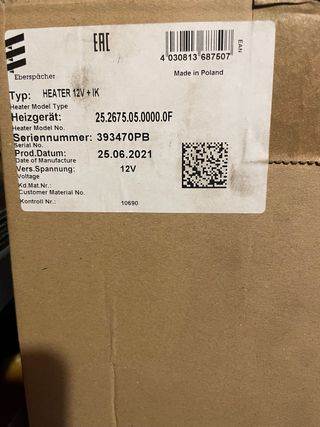 EAC
4 030813 687507
EAN
Eberspächer
Made in Poland
Typ: HEATER 12V + IK
Heater Model Type
Heizgerät: 25.2675.05.0000.0F
Heater Model No.
Seriennummer: 393470PB
Serial No.
Prod.Datum: 25.06.2021
Date of Manufacture
Vers.Spannung: 12V
Voltage
Kd.Mat.Nr.:
Customer Material No.
Kontroll Nr.: 10690